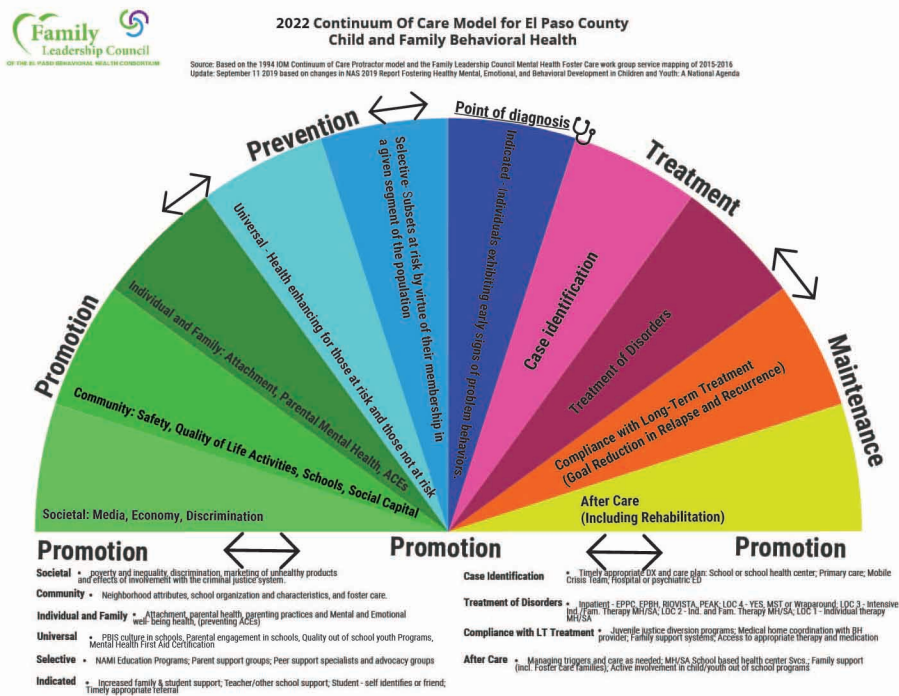 Family
Leadership Council
OF THE EL PASO BEHAVIORAL HEALTH CONSORTIUM
2022 Continuum Of Care Model for El Paso County
Child and Family Behavioral Health
Source: Based on the 1994 IOM Continuum of Care Protractor model and the Family Leadership Council Mental Health Foster Care work group service mapping of 2015-2016
Update: September 11 2019 based on changes in NAS 2019 Report Fostering Healthy Mental, Emotional, and Behavioral Development in Children and Youth: A National Agenda
Promotion
Prevention
Point of diagnosis
Treatment
Maintenance
Societal: Media, Economy, Discrimination
Community: Safety, Quality of Life Activities, Schools, Social Capital
Individual and Family: Attachment, Parental Mental Health, ACEs
Universal - Health enhancing for those at risk and those not at risk
Selective- Subsets at risk by virtue of their membership in
a given segment of the population
Indicated - Individuals exhibiting early signs of problem behaviors.
Case identification
Treatment of Disorders
Compliance with Long-Term Treatment
(Goal Reduction in Relapse and Recurrence)
After Care
(Including Rehabilitation)
Promotion
Promotion
Promotion
Societal • poverty and inequality, discrimination, marketing of unhealthy products
and effects of involvement with the criminal justice system.
Community • Neighborhood attributes, school organization and characteristics, and foster care.
Individual and Family • Attachment, parental health, parenting practices and Mental and Emotional
well- being health, (preventing ACEs)
Universal • PBIS culture in schools, Parental engagement in schools, Quality out of school youth Programs,
Mental Health First Aid Certification
Selective • NAMI Education Programs; Parent support groups; Peer support specialists and advocacy groups
Indicated • Increased family & student support; Teacher/other school support; Student - self identifies or friend;
Timely appropriate referral
Case Identification • Timely appropriate DX and care plan: School or school health center; Primary care; Mobile
Crisis Team; Hospital or psychiatric ED
Treatment of Disorders • Inpatient - EPPC, EPBH, RIOVISTA, PEAK; LOC 4 - YES, MST or Wraparound; LOC 3 - Intensive
Ind./Fam. Therapy MH/SA; LOC 2 - Ind. and Fam. Therapy MH/SA; LOC 1 - Individual therapy
MH/SA
Compliance with LT Treatment • Juvenile justice diversion programs; Medical home coordination with BH
provider; Family support systems; Access to appropriate therapy and medication
After Care • Managing triggers and care as needed; MH/SA School based health center Svcs.; Family support
(incl. Foster Care families); Active involvement in child/youth out of school programs